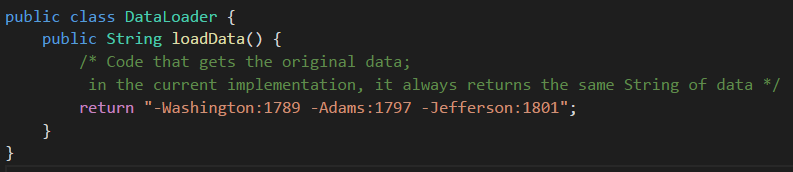 public class DataLoader {
    public String loadData() {
        /* Code that gets the original data;
         in the current implementation, it always returns the same String of data */
        return "-Washington:1789 -Adams:1797 -Jefferson:1801";
    }
}